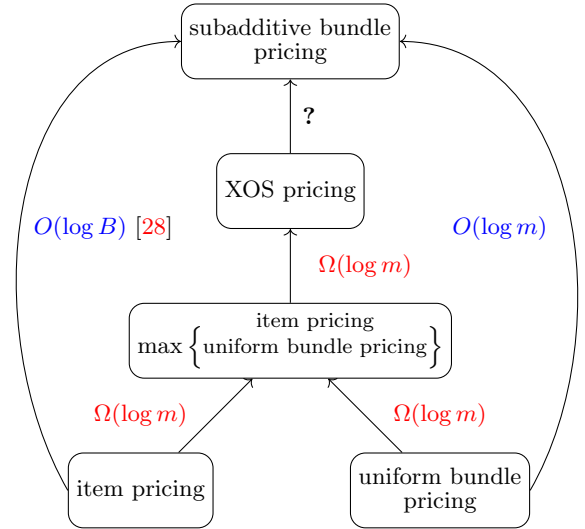 subadditive bundle
pricing
?
XOS pricing
O(log B) [28]
O(log m)
Ω(log m)
max { item pricing
uniform bundle pricing }
Ω(log m)
Ω(log m)
item pricing
uniform bundle
pricing